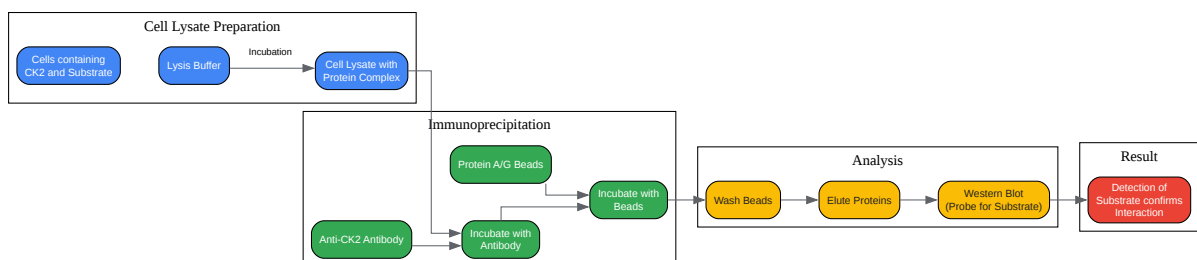 Cell Lysate Preparation
Cells containing
CK2 and Substrate
Lysis Buffer
Incubation
Cell Lysate with
Protein Complex
Immunoprecipitation
Protein A/G Beads
Anti-CK2 Antibody
Incubate with
Antibody
Incubate with
Beads
Analysis
Wash Beads
Elute Proteins
Western Blot
(Probe for Substrate)
Result
Detection of
Substrate confirms
Interaction